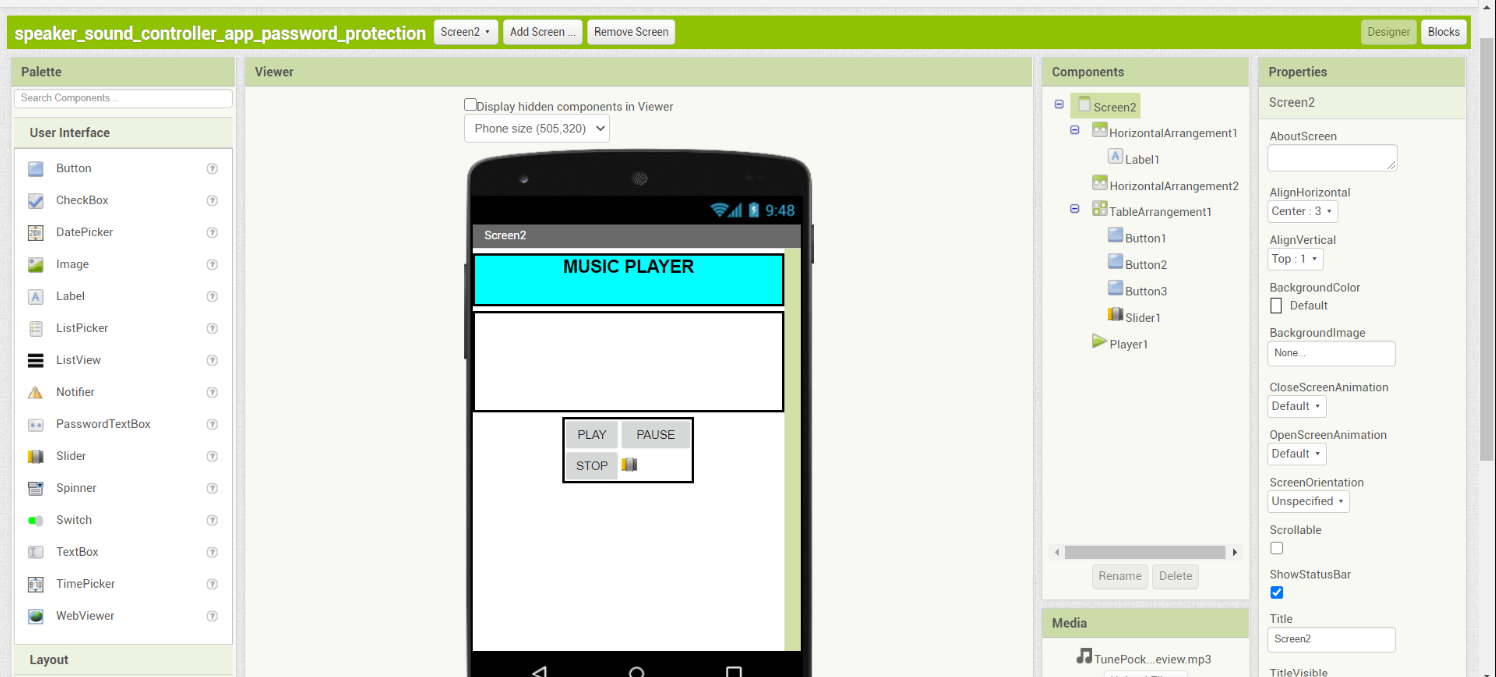 speaker_sound_controller_app_password_protection Screen2 Add Screen ... Remove Screen Designer Blocks
Palette
Search Components...
User Interface
Button
CheckBox
DatePicker
Image
Label
ListPicker
ListView
Notifier
PasswordTextBox
Slider
Spinner
Switch
TextBox
TimePicker
WebViewer
Layout
Viewer
Display hidden components in Viewer
Phone size (505,320)
9:48
Screen2
MUSIC PLAYER
PLAY PAUSE
STOP
Components
Screen2
HorizontalArrangement1
Label1
HorizontalArrangement2
TableArrangement1
Button1
Button2
Button3
Slider1
Player1
Rename Delete
Media
TunePock...eview.mp3
Properties
Screen2
AboutScreen
AlignHorizontal
Center : 3
AlignVertical
Top : 1
BackgroundColor
Default
BackgroundImage
None...
CloseScreenAnimation
Default
OpenScreenAnimation
Default
ScreenOrientation
Unspecified
Scrollable
ShowStatusBar
Title
Screen2
TitleVisible